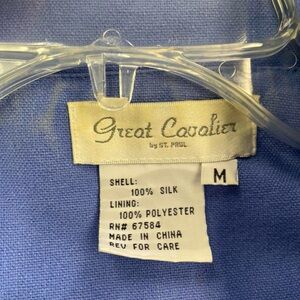 Great Cavalier
by ST. PAUL
M
SHELL:
100% SILK
LINING:
100% POLYESTER
RN# 67584
MADE IN CHINA
REV FOR CARE